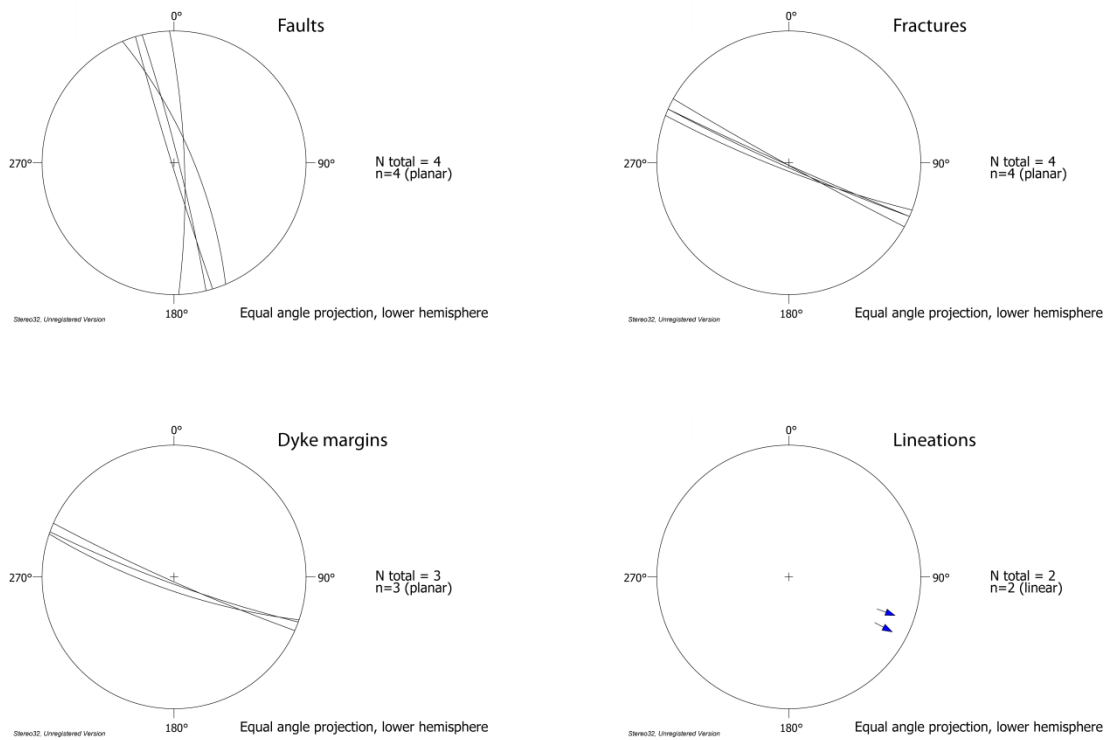 0°
Faults
270°
90°
N total = 4
n=4 (planar)
180°
Equal angle projection, lower hemisphere
Stereo32, Unregistered Version
0°
Fractures
270°
90°
N total = 4
n=4 (planar)
180°
Equal angle projection, lower hemisphere
Stereo32, Unregistered Version
0°
Dyke margins
270°
90°
N total = 3
n=3 (planar)
180°
Equal angle projection, lower hemisphere
Stereo32, Unregistered Version
0°
Lineations
270°
90°
N total = 2
n=2 (linear)
180°
Equal angle projection, lower hemisphere
Stereo32, Unregistered Version